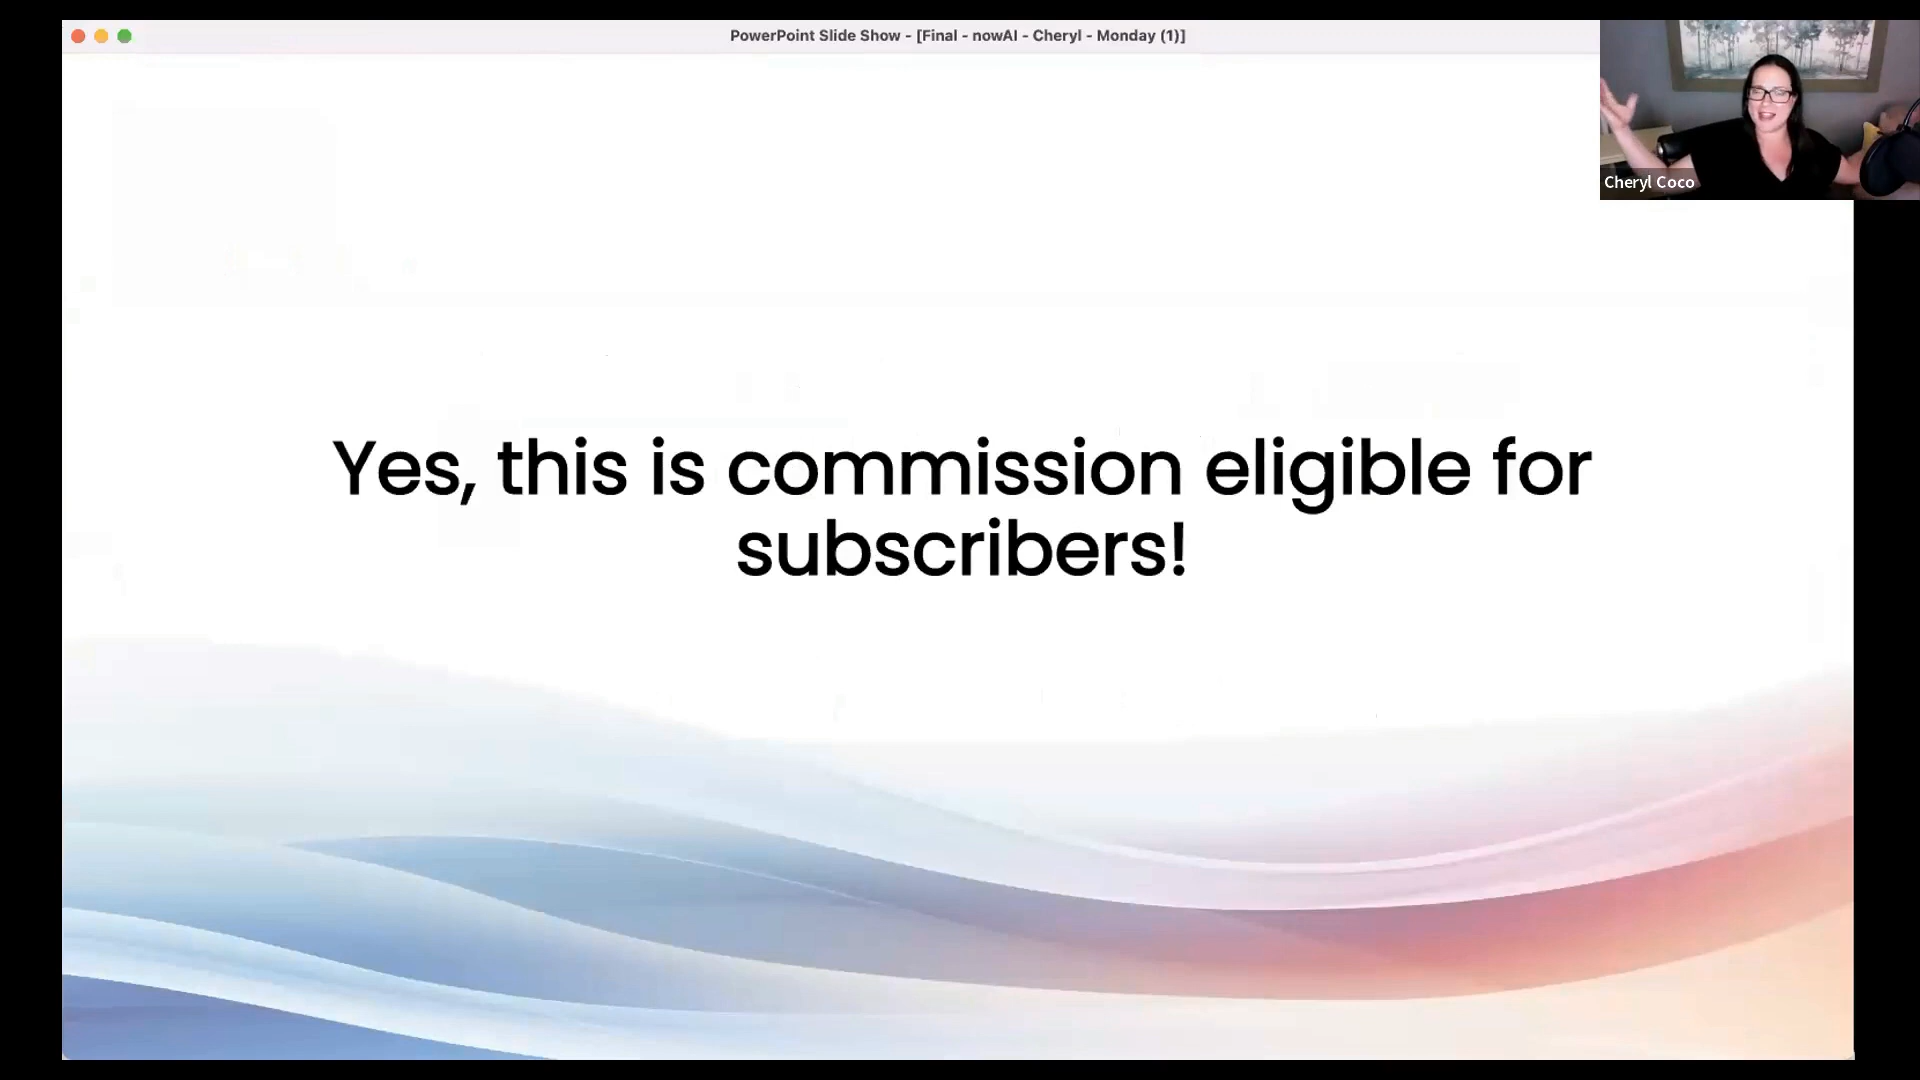 PowerPoint Slide Show - [Final - nowAI - Cheryl - Monday (1)]
Cheryl Coco
Yes, this is commission eligible for
subscribers!